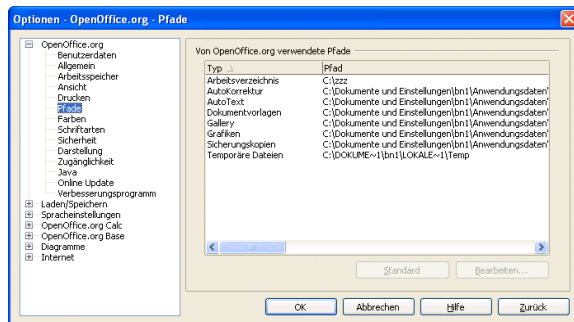 Optionen - OpenOffice.org - Pfade
OpenOffice.org
Benutzerdaten
Allgemein
Arbeitsspeicher
Ansicht
Drucken
Pfade
Farben
Schriftarten
Sicherheit
Darstellung
Zugänglichkeit
Java
Online Update
Verbesserungsprogramm
Laden/Speichern
Spracheinstellungen
OpenOffice.org Calc
OpenOffice.org Base
Diagramme
Internet
Von OpenOffice.org verwendete Pfade
Typ Pfad
Arbeitsverzeichnis C:\zzz
AutoKorrektur C:\Dokumente und Einstellungen\bn1\Anwendungsdaten\
AutoText C:\Dokumente und Einstellungen\bn1\Anwendungsdaten\
Dokumentvorlagen C:\Dokumente und Einstellungen\bn1\Anwendungsdaten\
Gallery C:\Dokumente und Einstellungen\bn1\Anwendungsdaten\
Grafiken C:\Dokumente und Einstellungen\bn1\Anwendungsdaten\
Sicherungskopien C:\Dokumente und Einstellungen\bn1\Anwendungsdaten\
Temporäre Dateien C:\DOKUME~1\bn1\LOKALE~1\Temp
Standard Bearbeiten...
OK Abbrechen Hilfe Zurück